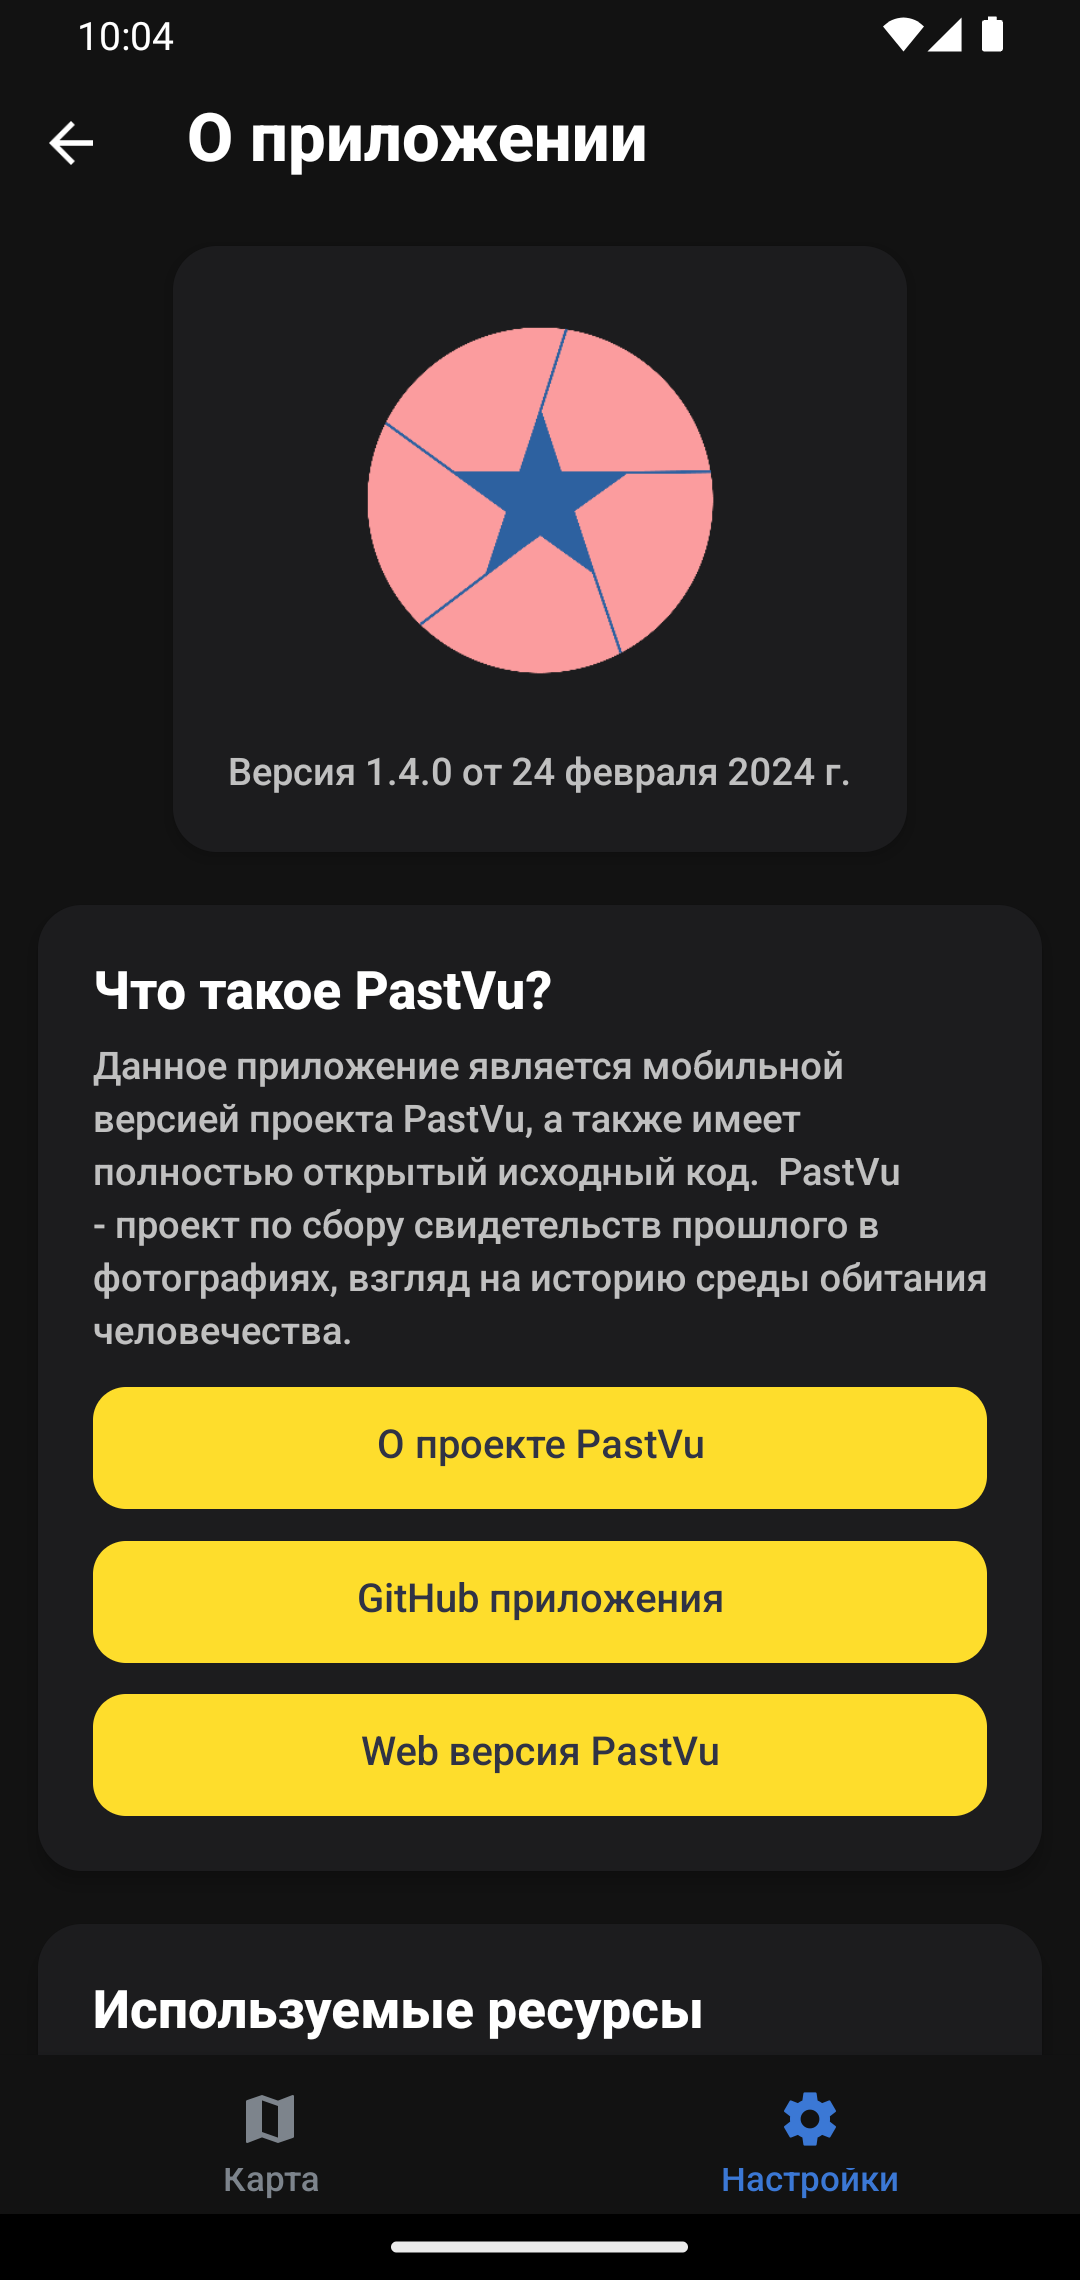 10:04
О приложении
Версия 1.4.0 от 24 февраля 2024 г.
Что такое PastVu?
Данное приложение является мобильной
версией проекта PastVu, а также имеет
полностью открытый исходный код.  PastVu
- проект по сбору свидетельств прошлого в
фотографиях, взгляд на историю среды обитания
человечества.
О проекте PastVu
GitHub приложения
Web версия PastVu
Используемые ресурсы
Карта
Настройки